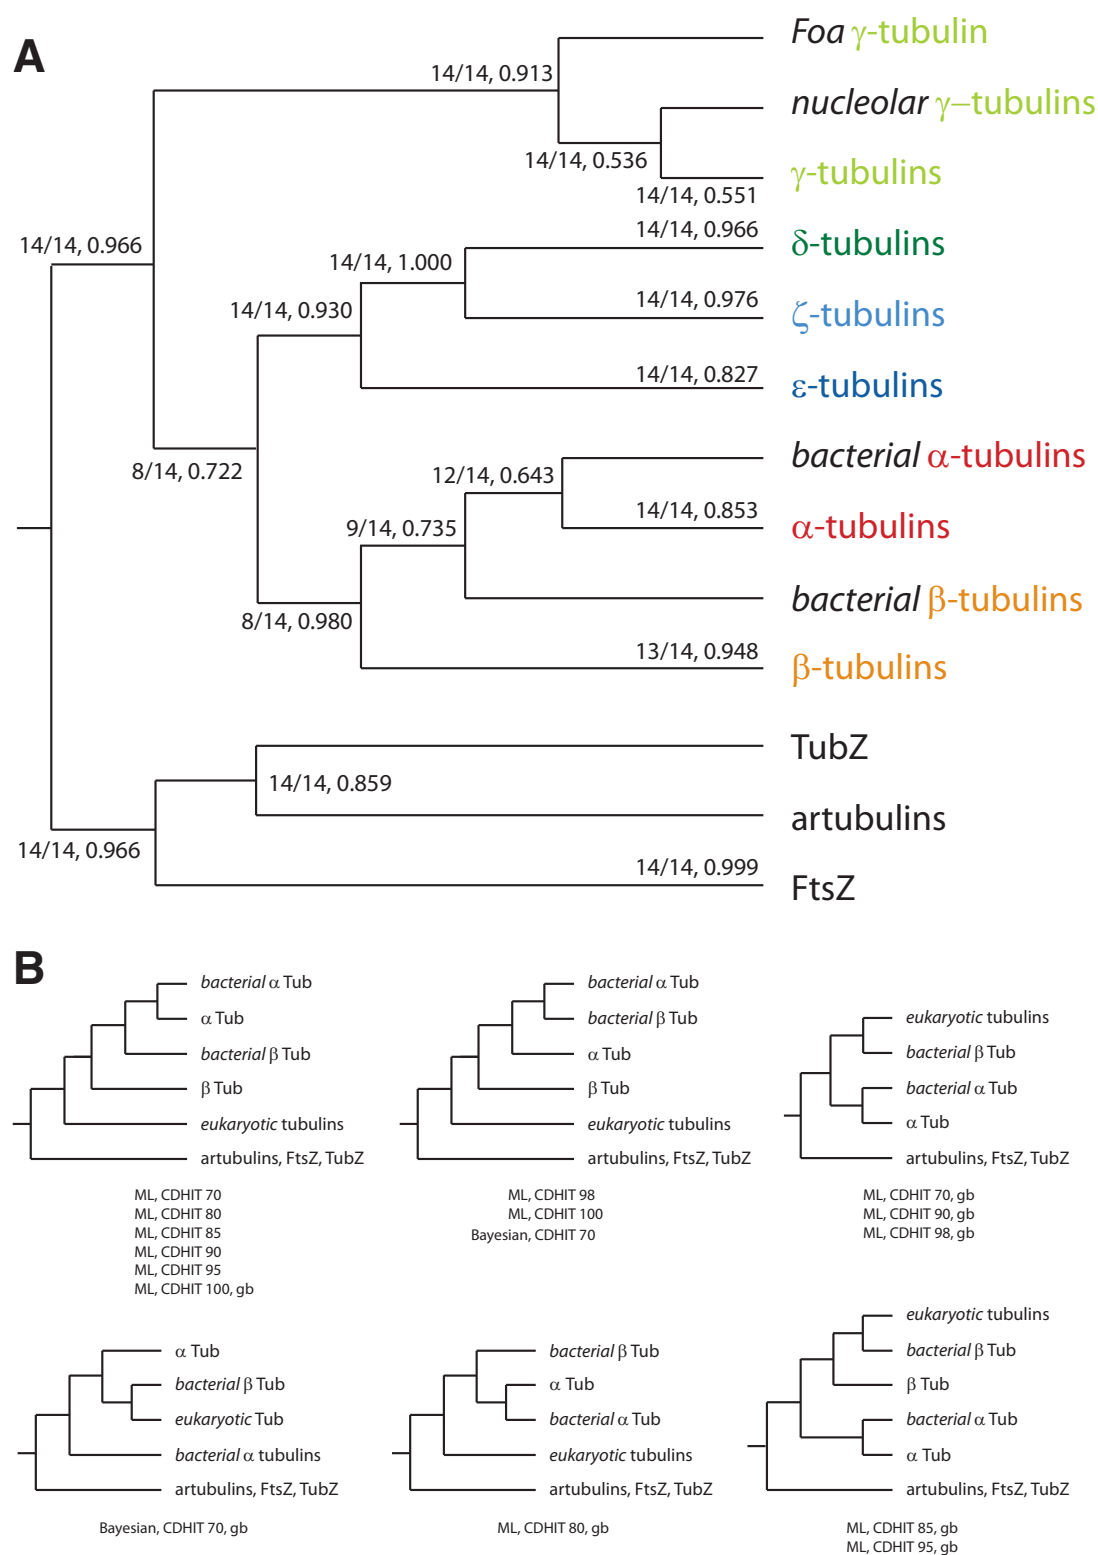 A
Foa γ-tubulin
14/14, 0.913
nucleolar γ–tubulins
14/14, 0.536
γ-tubulins
14/14, 0.551
14/14, 0.966
14/14, 0.966
δ-tubulins
14/14, 1.000
14/14, 0.976
ζ-tubulins
14/14, 0.930
14/14, 0.827
ε-tubulins
8/14, 0.722
bacterial α-tubulins
12/14, 0.643
14/14, 0.853
α-tubulins
9/14, 0.735
bacterial β-tubulins
8/14, 0.980
13/14, 0.948
β-tubulins
TubZ
14/14, 0.859
artubulins
14/14, 0.966
14/14, 0.999
FtsZ
B
bacterial α Tub
α Tub
bacterial β Tub
β Tub
eukaryotic tubulins
artubulins, FtsZ, TubZ
ML, CDHIT 70
ML, CDHIT 80
ML, CDHIT 85
ML, CDHIT 90
ML, CDHIT 95
ML, CDHIT 100, gb
bacterial α Tub
bacterial β Tub
α Tub
β Tub
eukaryotic tubulins
artubulins, FtsZ, TubZ
ML, CDHIT 98
ML, CDHIT 100
Bayesian, CDHIT 70
eukaryotic tubulins
bacterial β Tub
bacterial α Tub
α Tub
artubulins, FtsZ, TubZ
ML, CDHIT 70, gb
ML, CDHIT 90, gb
ML, CDHIT 98, gb
α Tub
bacterial β Tub
eukaryotic Tub
bacterial α tubulins
artubulins, FtsZ, TubZ
Bayesian, CDHIT 70, gb
bacterial β Tub
α Tub
bacterial α Tub
eukaryotic tubulins
artubulins, FtsZ, TubZ
ML, CDHIT 80, gb
eukaryotic tubulins
bacterial β Tub
β Tub
bacterial α Tub
α Tub
artubulins, FtsZ, TubZ
ML, CDHIT 85, gb
ML, CDHIT 95, gb